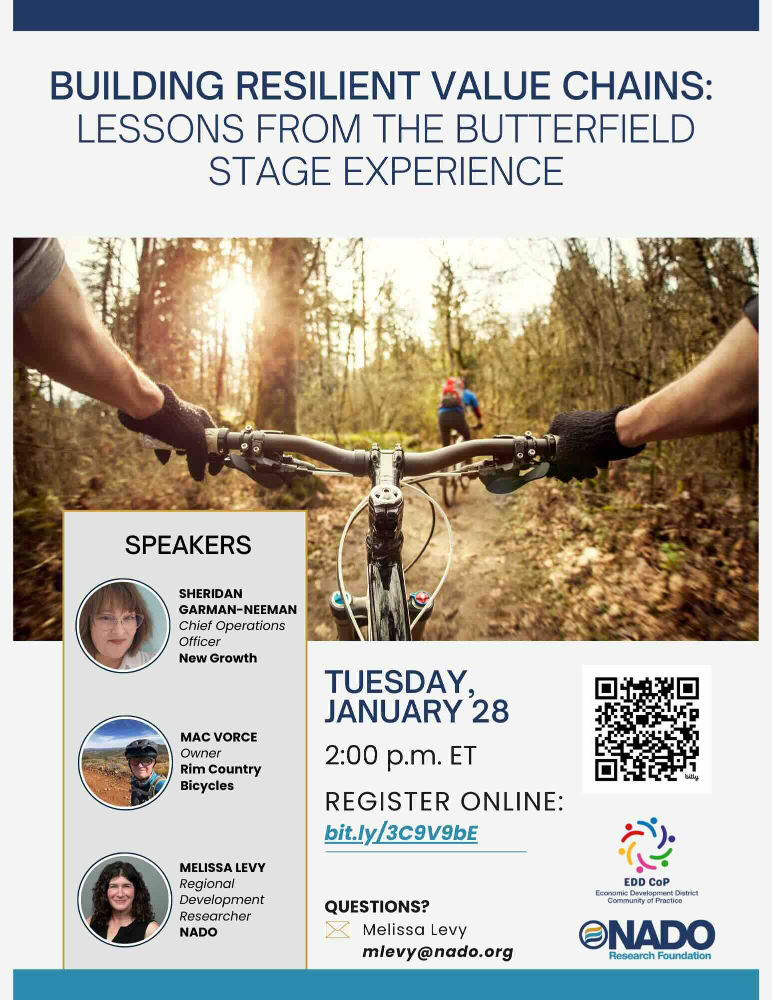 BUILDING RESILIENT VALUE CHAINS:
LESSONS FROM THE BUTTERFIELD
STAGE EXPERIENCE
SPEAKERS
SHERIDAN
GARMAN-NEEMAN
Chief Operations
Officer
New Growth
MAC VORCE
Owner
Rim Country
Bicycles
MELISSA LEVY
Regional
Development
Researcher
NADO
TUESDAY,
JANUARY 28
2:00 p.m. ET
REGISTER ONLINE:
bit.ly/3C9V9bE
QUESTIONS?
Melissa Levy
mlevy@nado.org
bitly
EDD CoP
Economic Development District
Community of Practice
NADO
Research Foundation